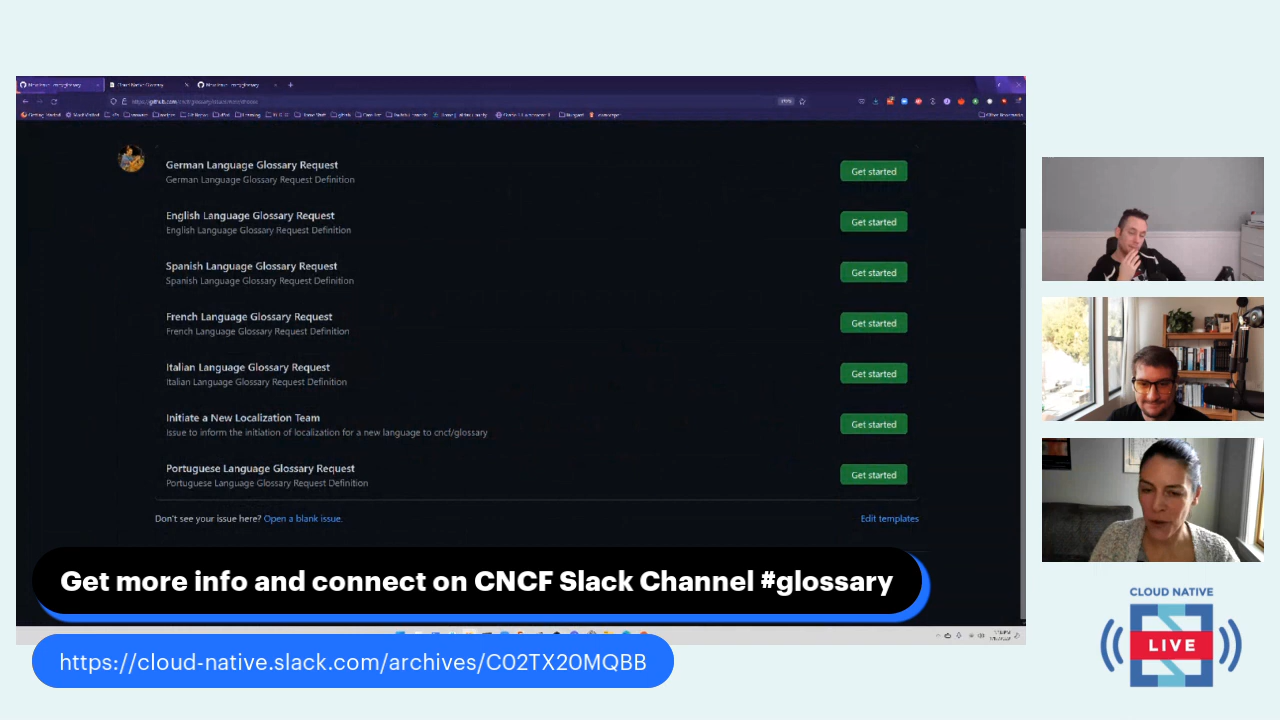 German Language Glossary Request
German Language Glossary Request Definition
Get started
English Language Glossary Request
English Language Glossary Request Definition
Get started
Spanish Language Glossary Request
Spanish Language Glossary Request Definition
Get started
French Language Glossary Request
French Language Glossary Request Definition
Get started
Italian Language Glossary Request
Italian Language Glossary Request Definition
Get started
Initiate a New Localization Team
Issue to inform the initiation of localization for a new language to cncf/glossary
Get started
Portuguese Language Glossary Request
Portuguese Language Glossary Request Definition
Get started
Don't see your issue here? Open a blank issue.
Edit templates
Get more info and connect on CNCF Slack Channel #glossary
https://cloud-native.slack.com/archives/C02TX20MQBB
CLOUD NATIVE
LIVE